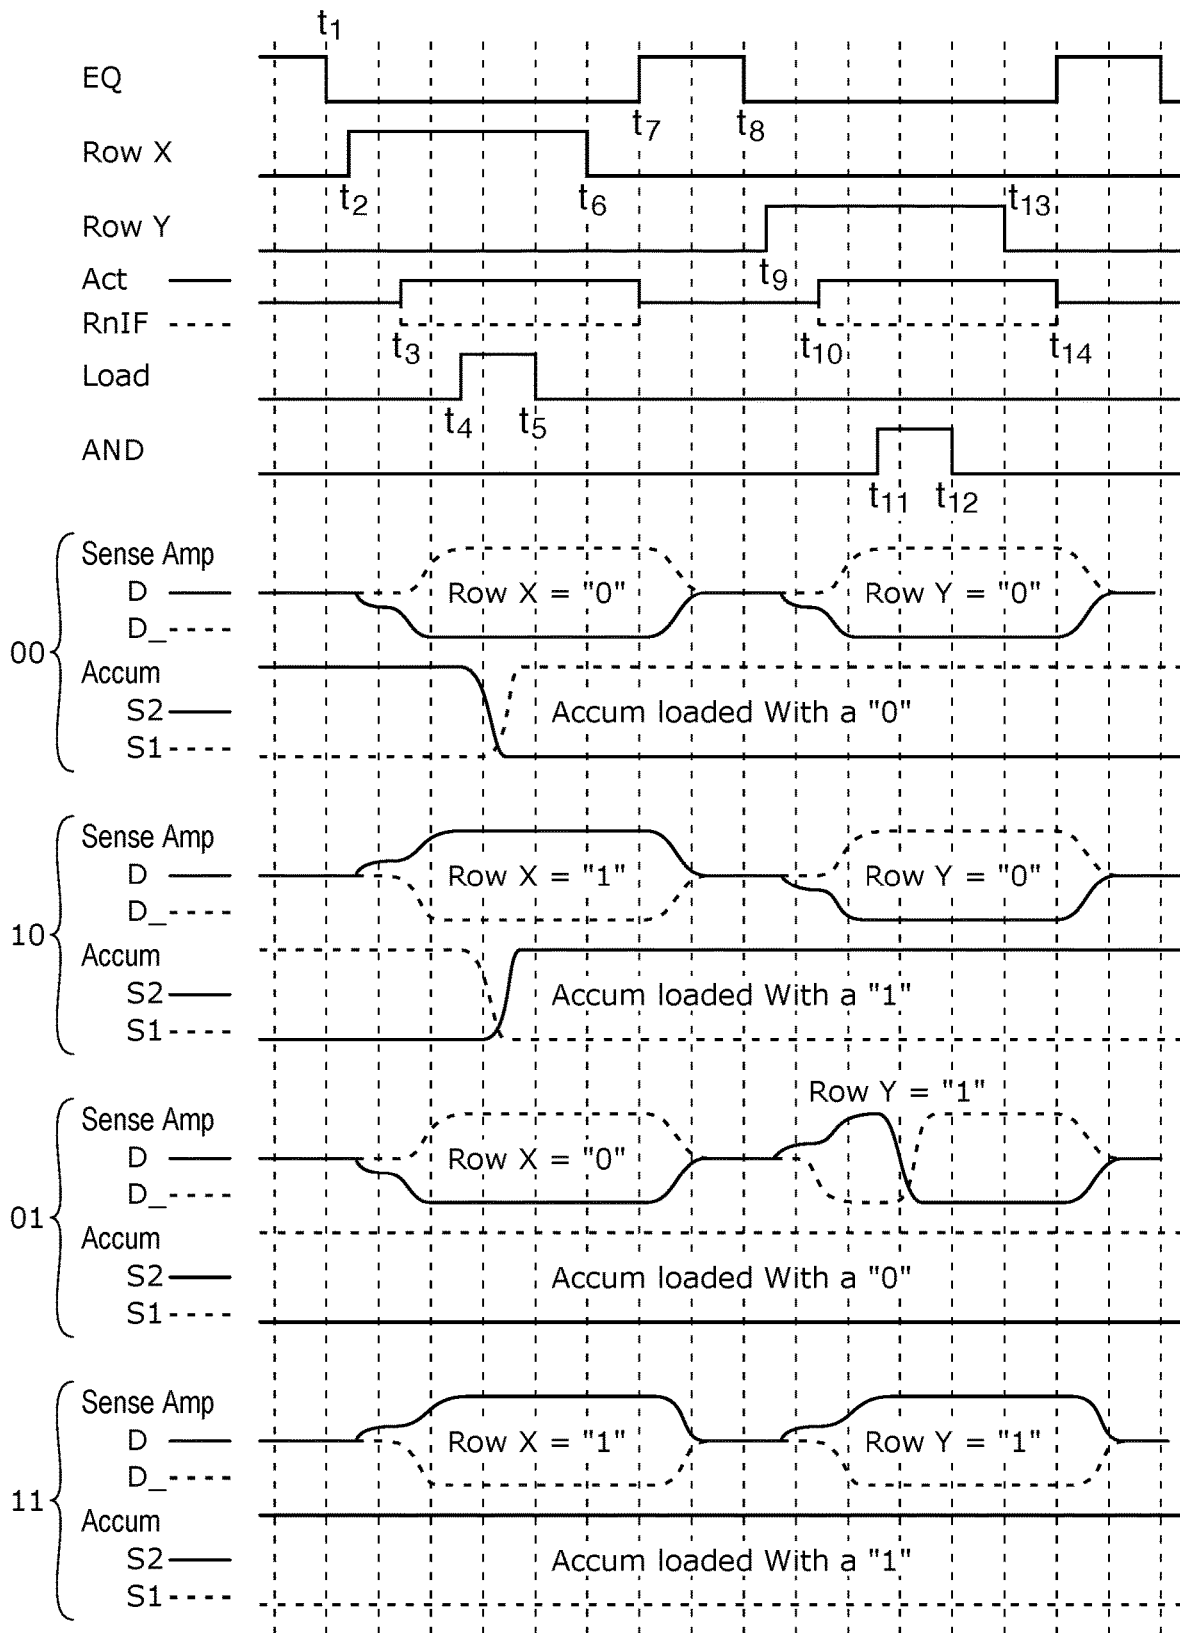 t1
EQ
t7 t8
Row X
t2 t6
t13
Row Y
t9
Act
RnIF
t3 t10 t14
Load
t4 t5
AND
t11 t12
00
Sense Amp
D
D_
Row X = "0" Row Y = "0"
Accum
S2
S1
Accum loaded With a "0"
10
Sense Amp
D
D_
Row X = "1" Row Y = "0"
Accum
S2
S1
Accum loaded With a "1"
01
Row Y = "1"
Sense Amp
D
D_
Row X = "0"
Accum
S2
S1
Accum loaded With a "0"
11
Sense Amp
D
D_
Row X = "1" Row Y = "1"
Accum
S2
S1
Accum loaded With a "1"